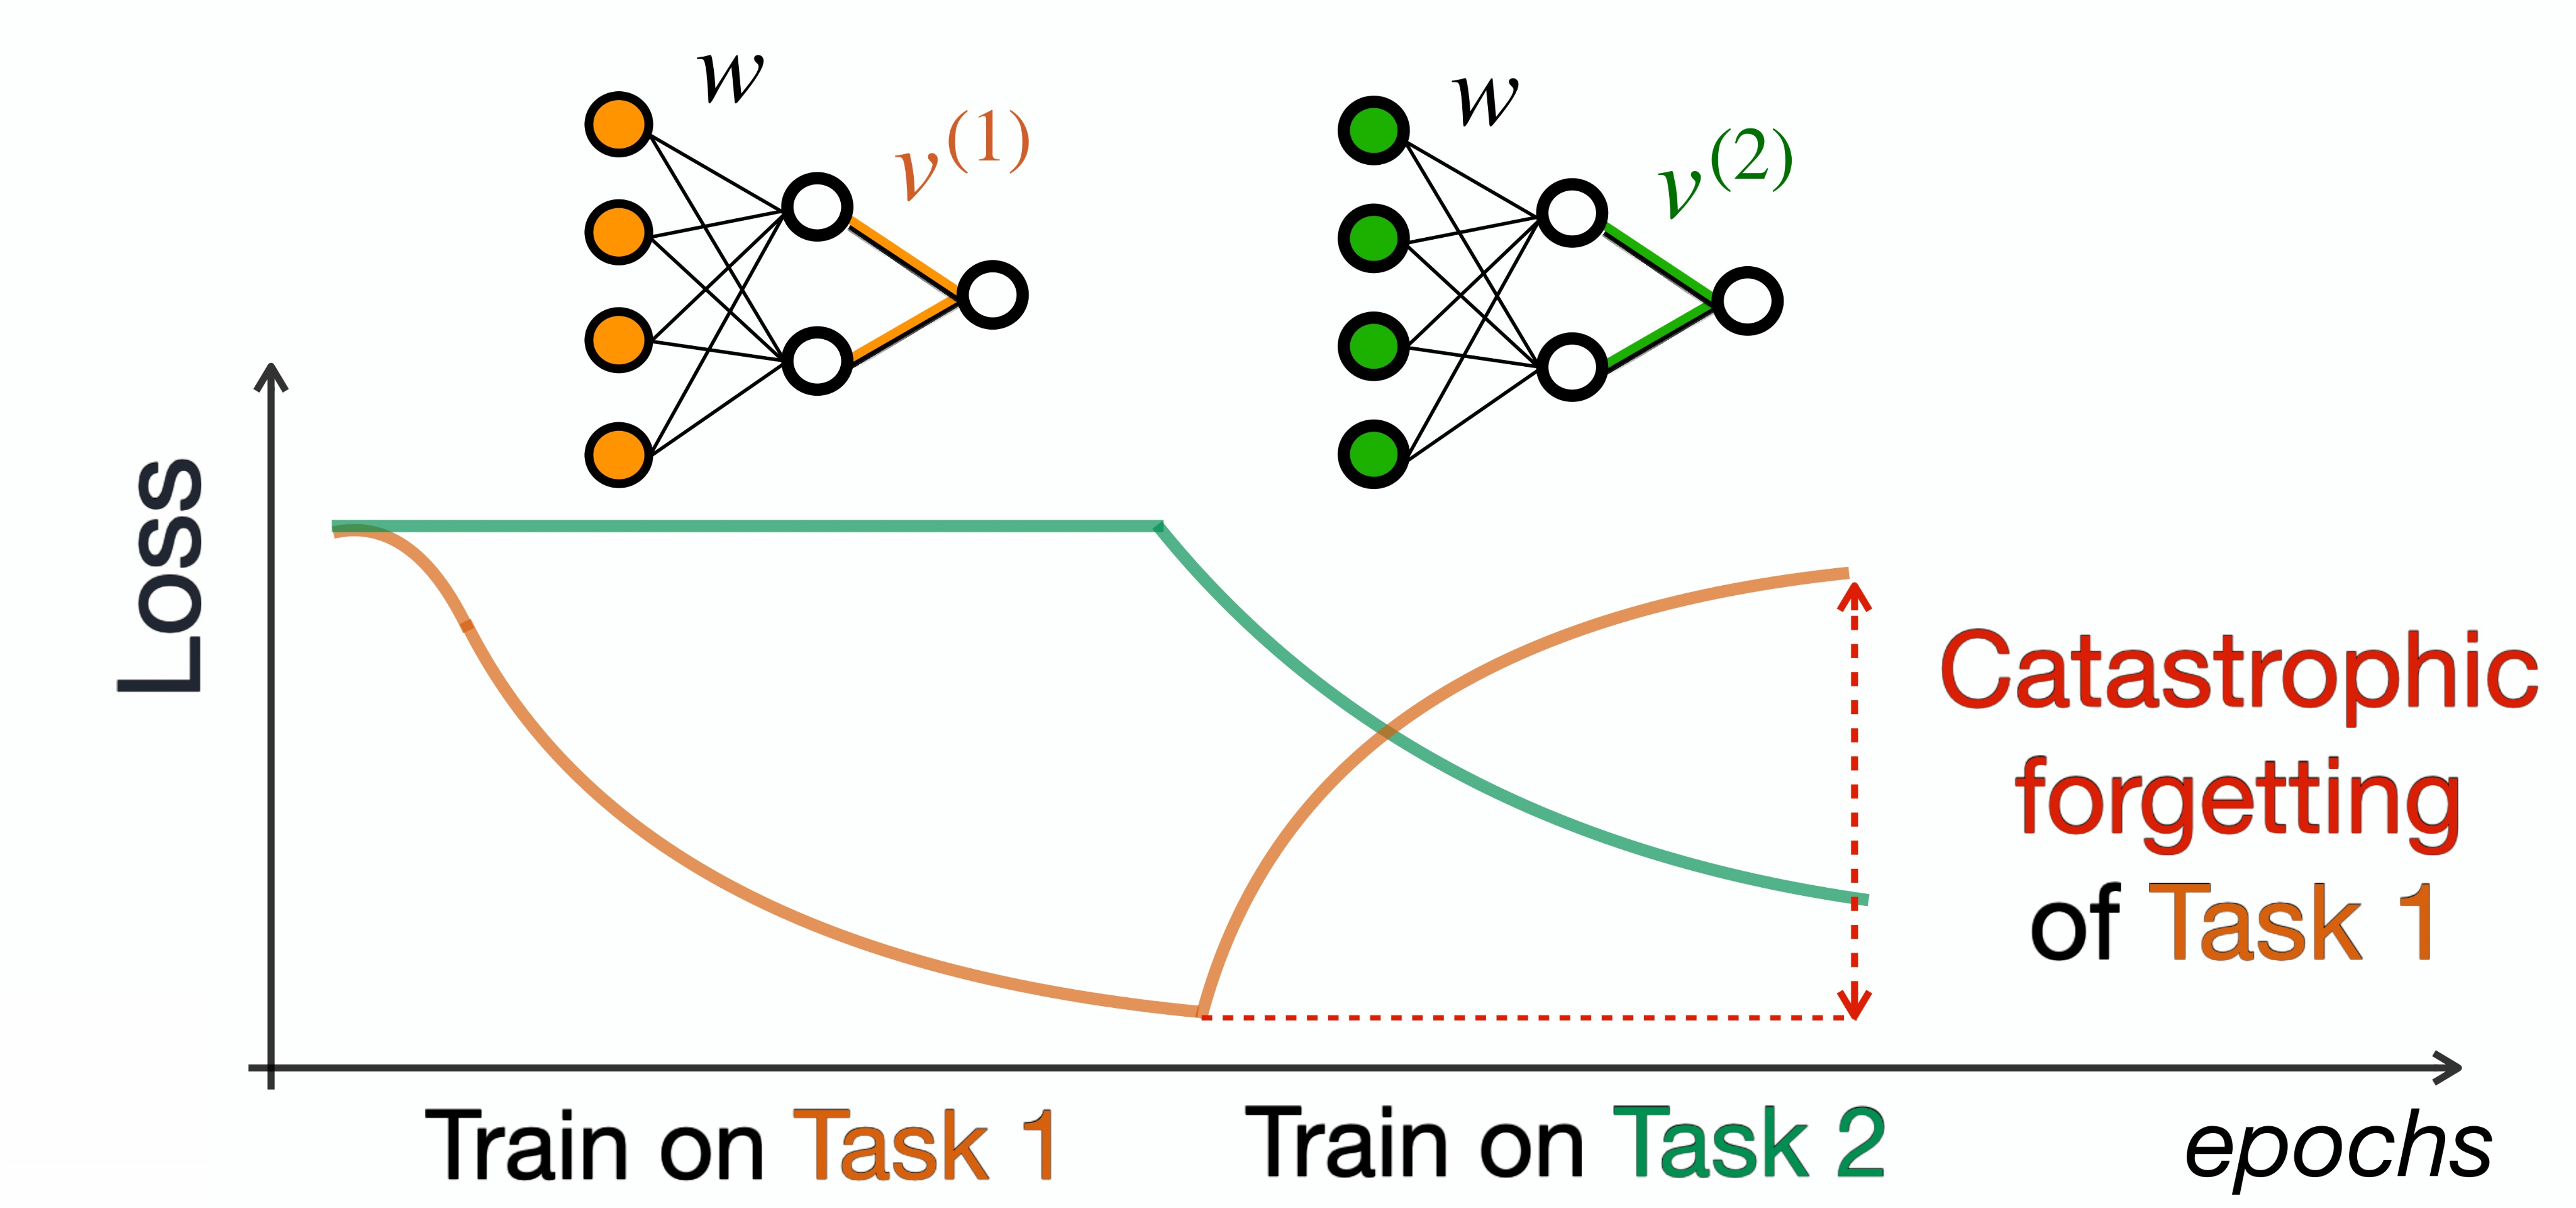 w
v(1)
w
v(2)
Loss
Catastrophic
forgetting
of Task 1
Train on Task 1
Train on Task 2
epochs